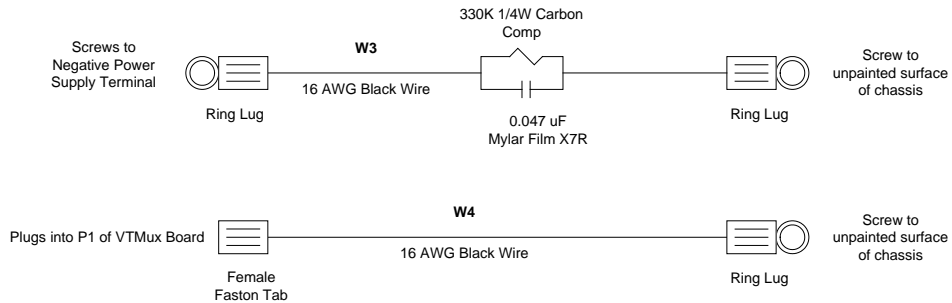 330K 1/4W Carbon
Comp
Screws to
Negative Power
Supply Terminal
W3
Screw to
unpainted surface
of chassis
16 AWG Black Wire
Ring Lug
0.047 uF
Mylar Film X7R
Ring Lug
W4
Plugs into P1 of VTMux Board
Screw to
unpainted surface
of chassis
16 AWG Black Wire
Female
Faston Tab
Ring Lug